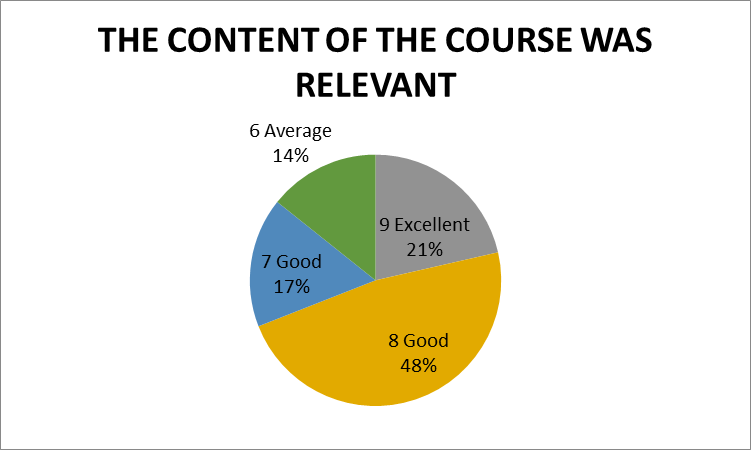 THE CONTENT OF THE COURSE WAS
RELEVANT
6 Average
14%
9 Excellent
21%
7 Good
17%
8 Good
48%